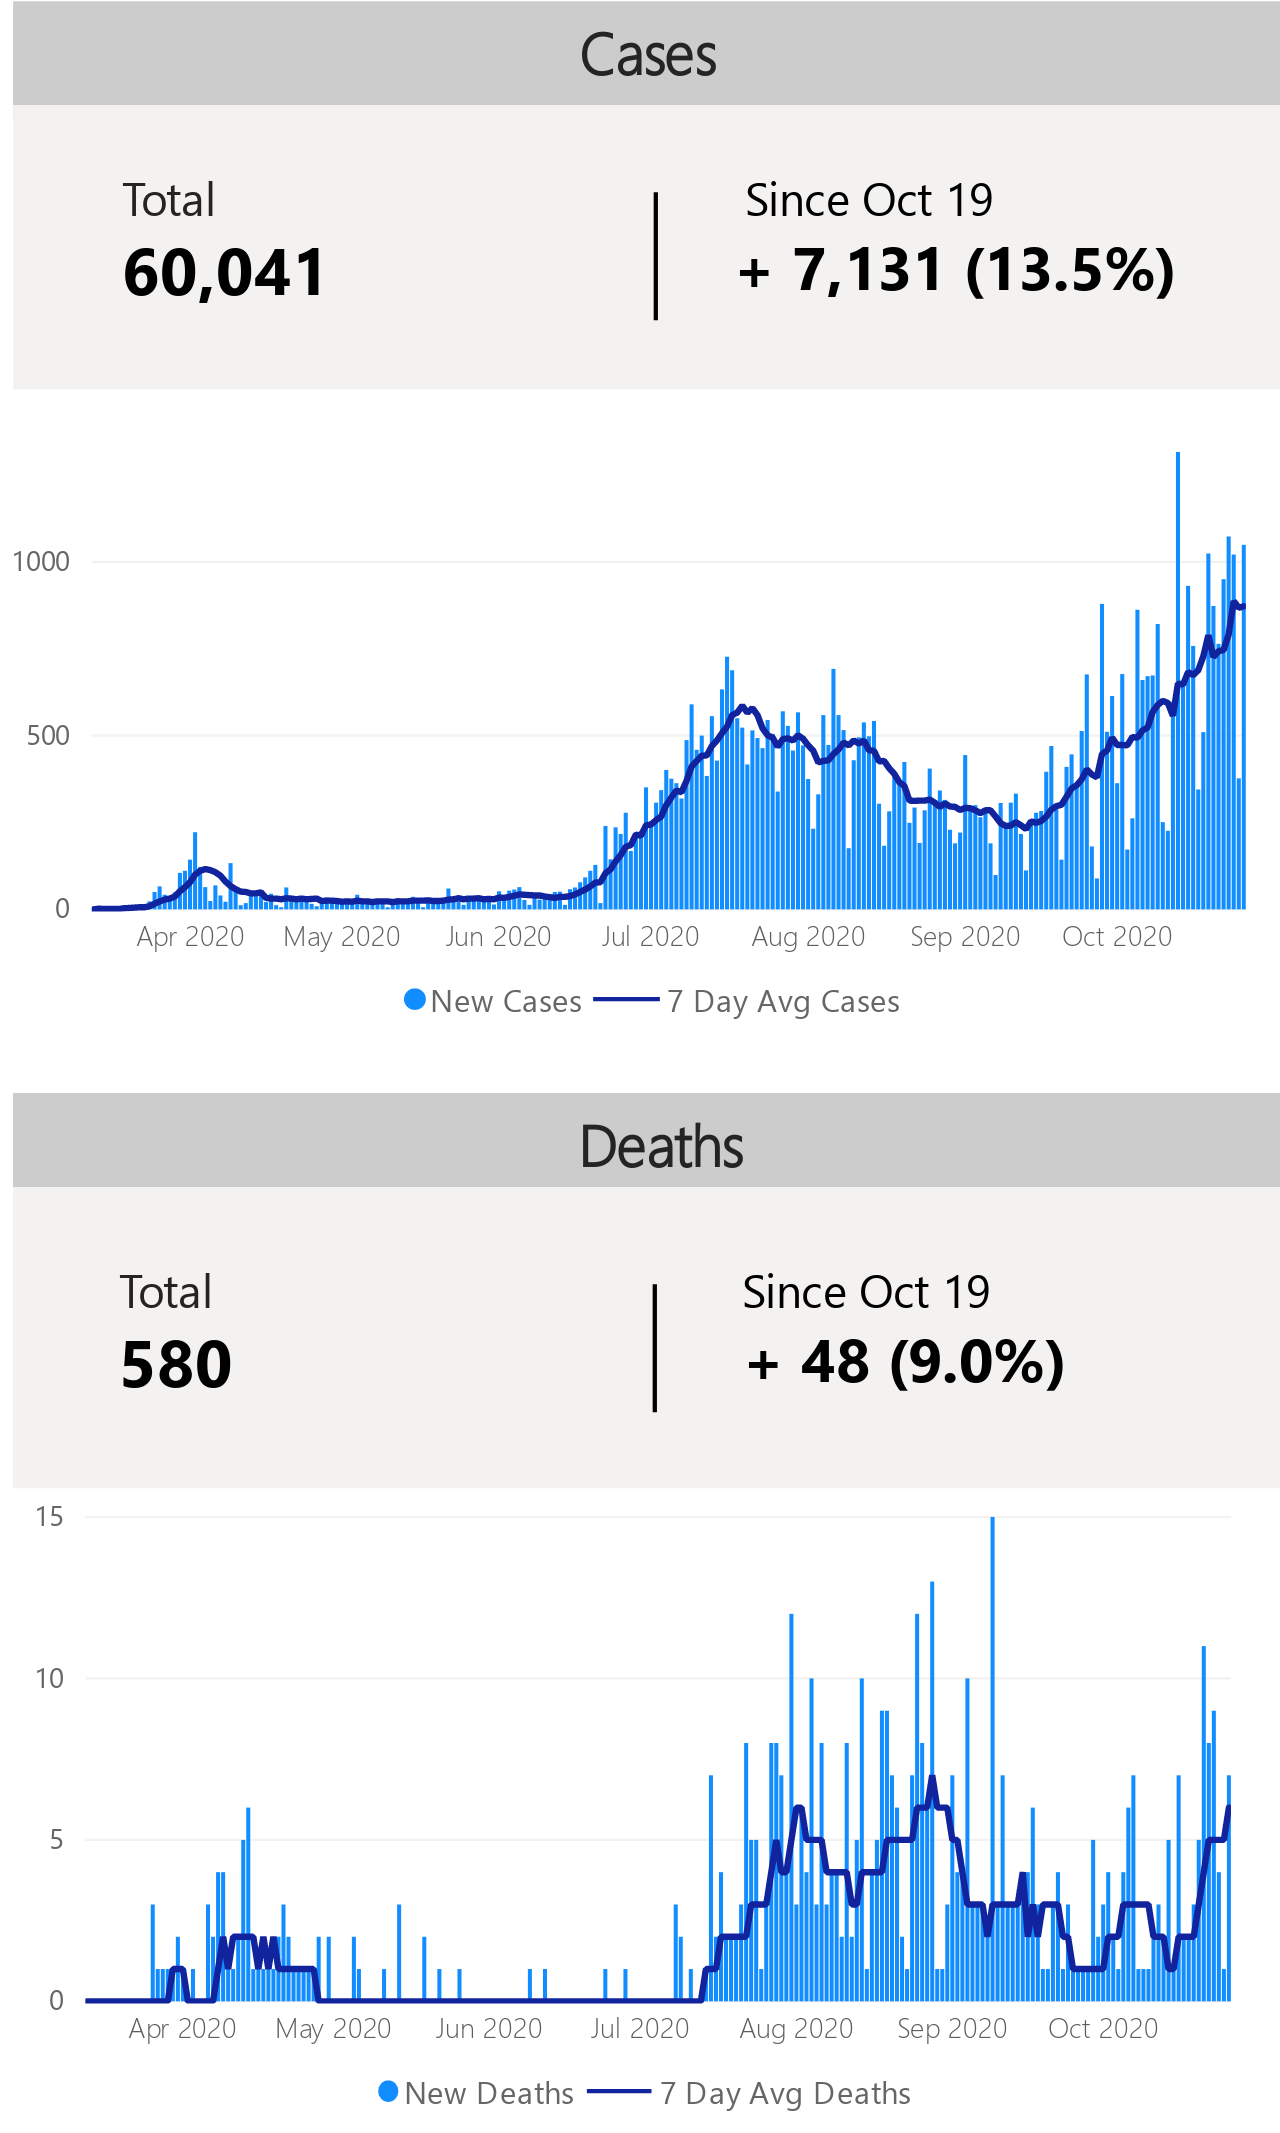 Cases
Total
Since Oct 19
60,041
+ 7,131 (13.5%)
1000
500
0
Apr 2020 May 2020 Jun 2020 Jul 2020 Aug 2020 Sep 2020 Oct 2020
New Cases 7 Day Avg Cases
Deaths
Total
Since Oct 19
580
+ 48 (9.0%)
15
10
5
0
Apr 2020 May 2020 Jun 2020 Jul 2020 Aug 2020 Sep 2020 Oct 2020
New Deaths 7 Day Avg Deaths